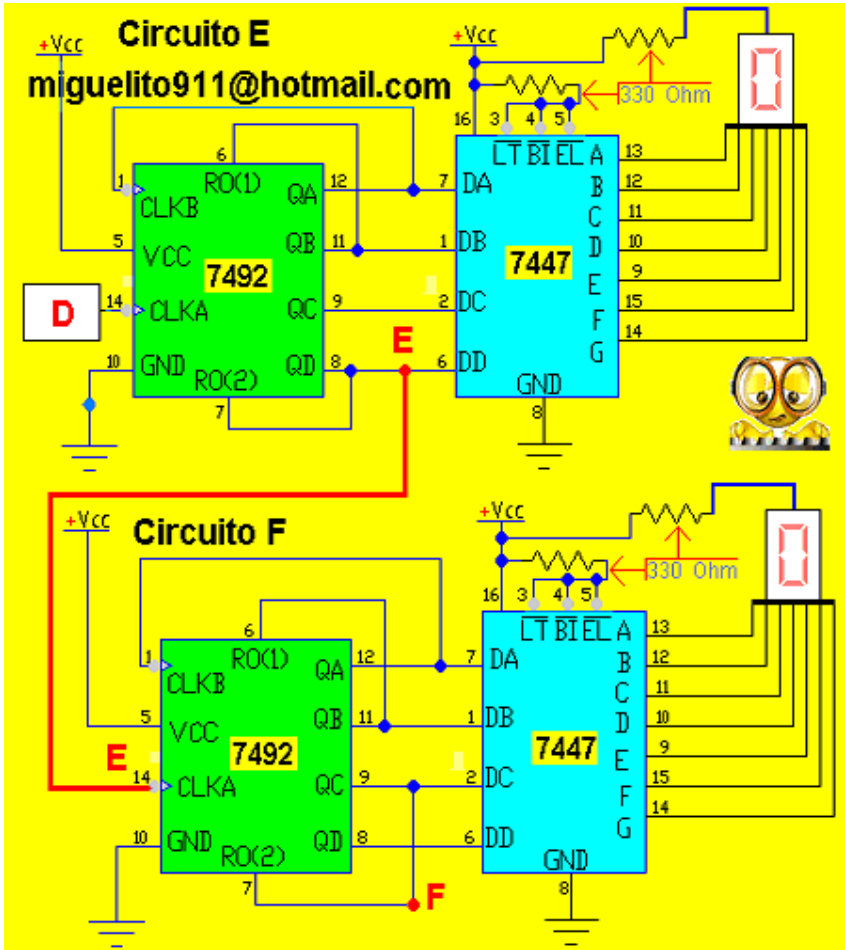 +Vcc
Circuito E
+Vcc
miguelito911@hotmail.com
330 Ohm
0
16 3 4 5
LT BI EL
6
1 RO(1) QA 12 7 DA A 13
CLKB B 12
C 11
5 VCC QB 11 1 DB D 10
7492 7447
E 9
D 14 CLKA QC 9 2 DC F 15
E G 14
10 GND QD 8 6 DD
RO(2) GND
7 8
+Vcc
Circuito F
+Vcc
330 Ohm
0
16 3 4 5
LT BI EL
6
1 RO(1) QA 12 7 DA A 13
CLKB B 12
C 11
5 VCC QB 11 1 DB D 10
7492 7447
E 9
E 14 CLKA QC 9 2 DC F 15
G 14
10 GND QD 8 6 DD
RO(2) GND
7 F 8